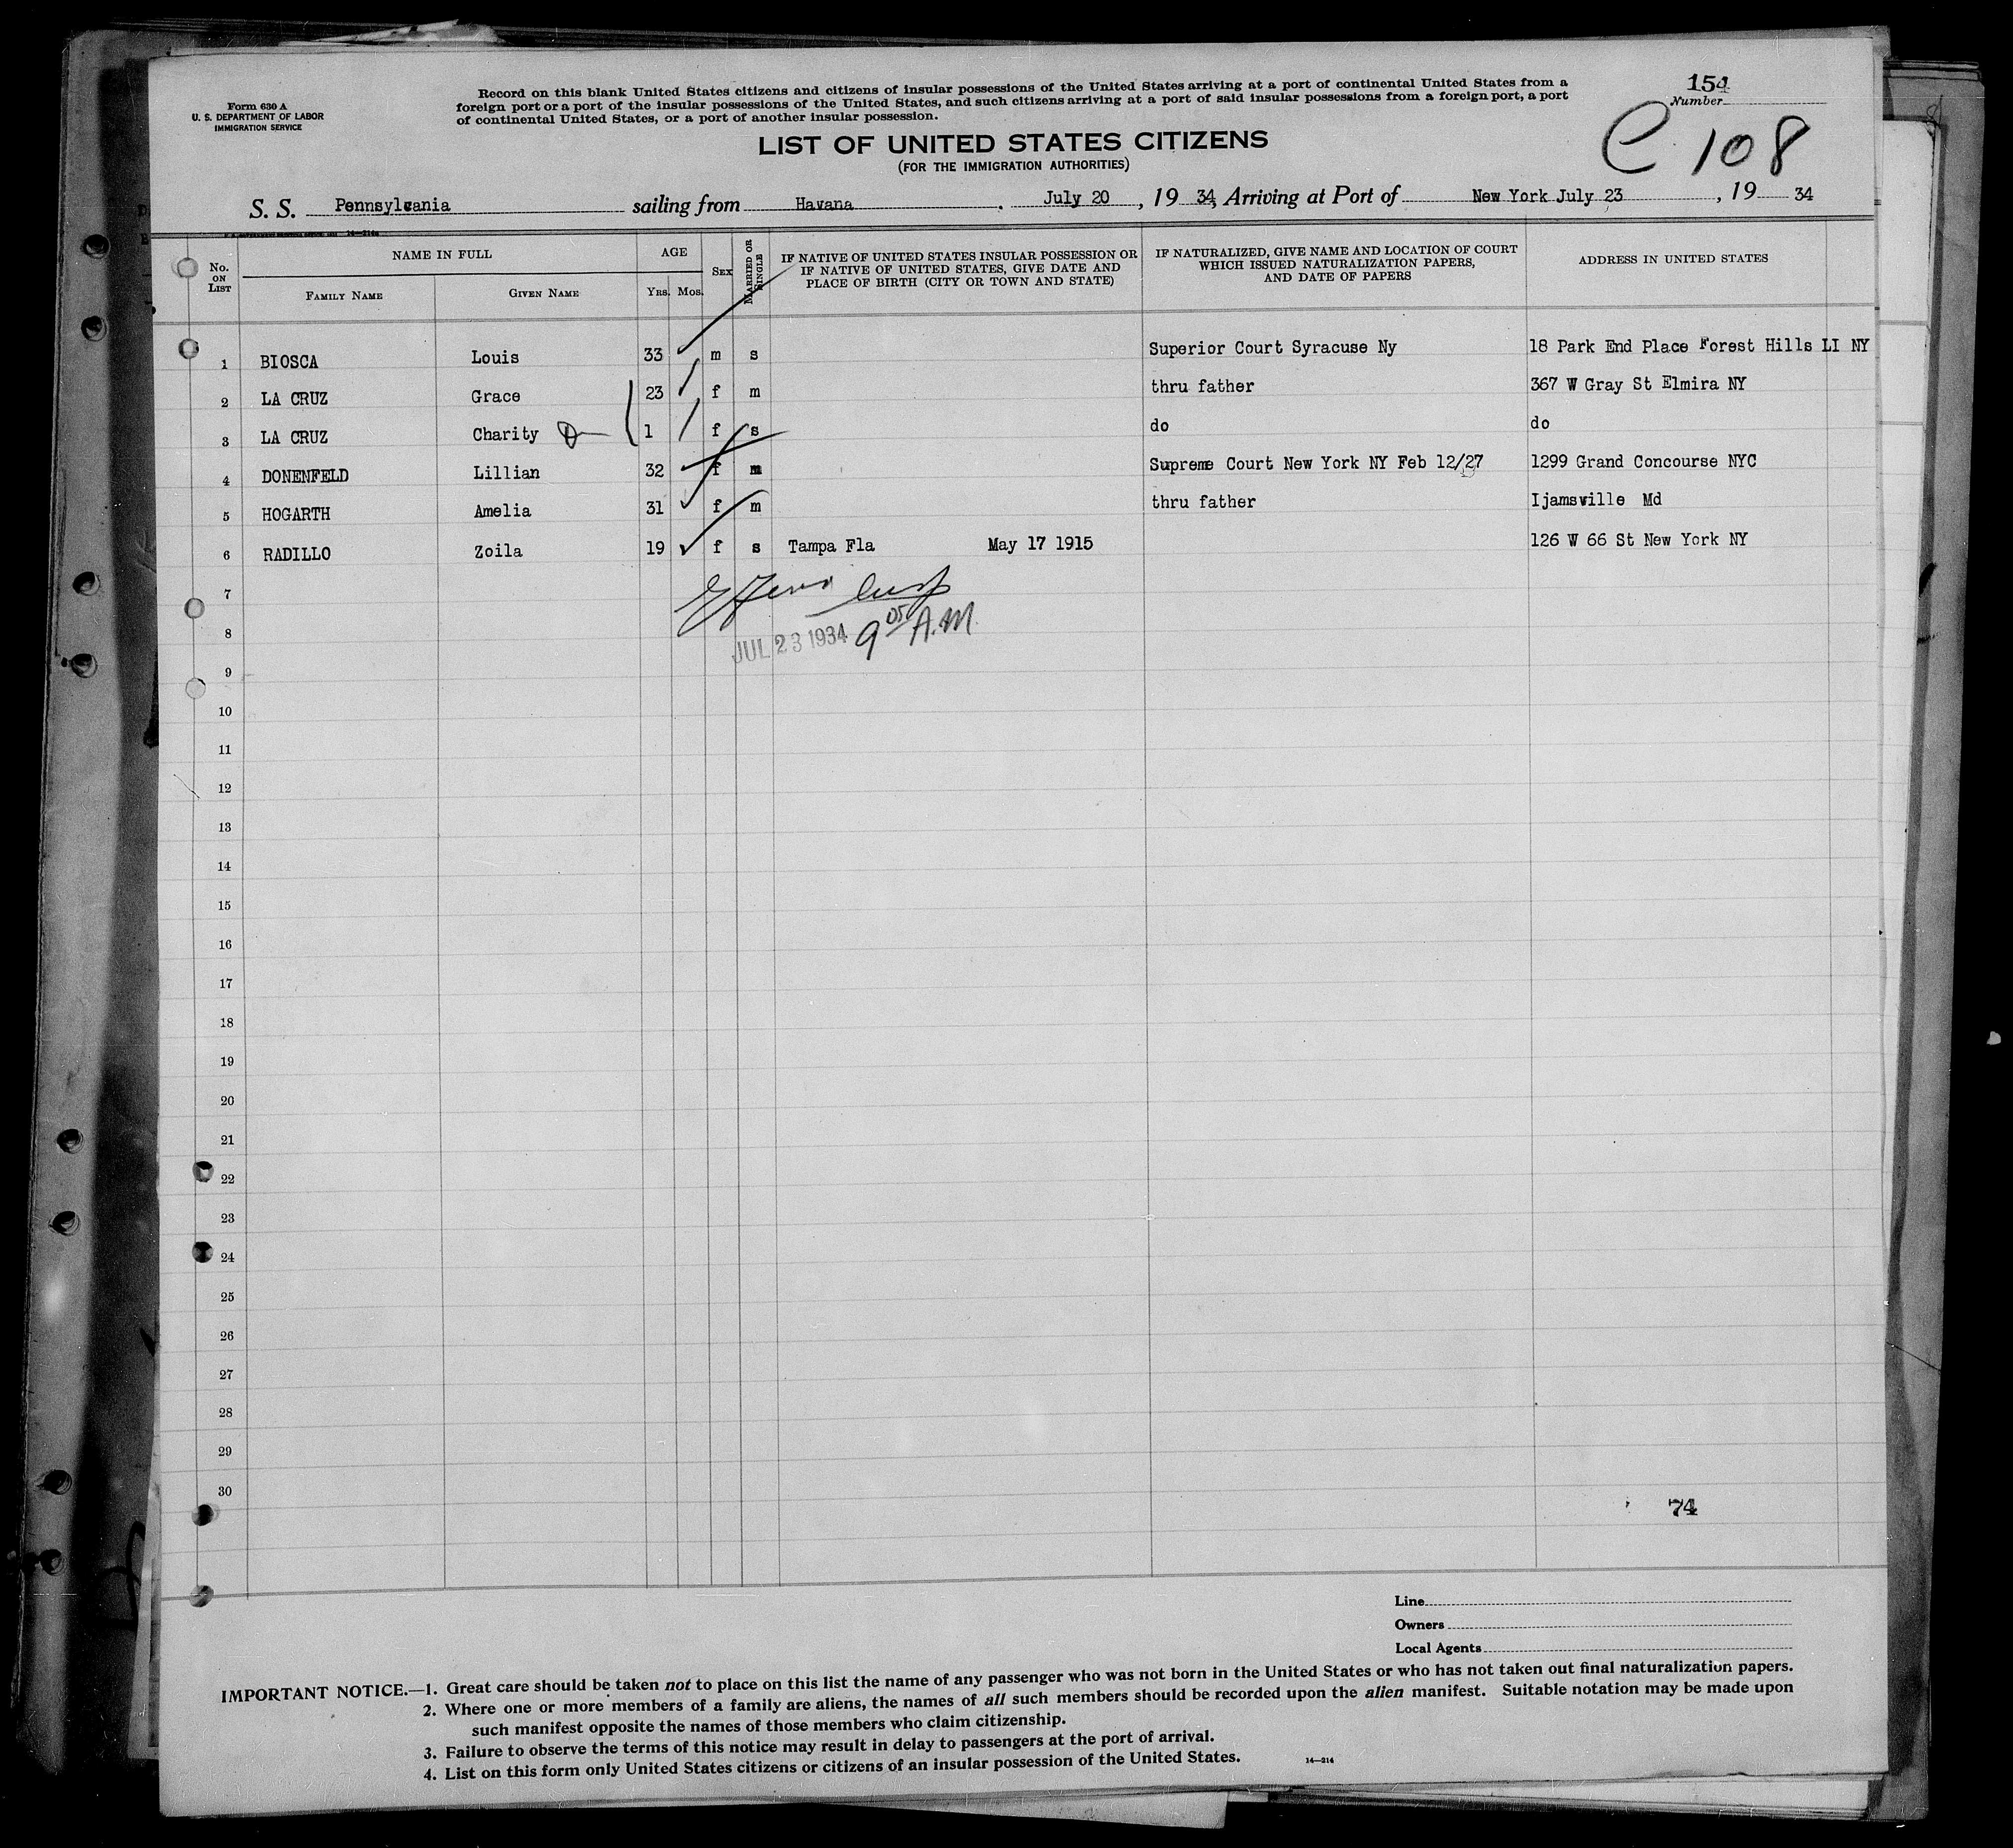 Form 630 A
U. S. DEPARTMENT OF LABOR
IMMIGRATION SERVICE
Record on this blank United States citizens and citizens of insular possessions of the United States arriving at a port of continental United States from a
foreign port or a port of the insular possessions of the United States, and such citizens arriving at a port of said insular possessions from a foreign port, a port
of continental United States, or a port of another insular possession.
154
Number
C 108
LIST OF UNITED STATES CITIZENS
(FOR THE IMMIGRATION AUTHORITIES)
S. S. Pennsylvania sailing from Havana, July 20, 19 34, Arriving at Port of New York July 23, 19 34
No. ON LIST
NAME IN FULL
FAMILY NAME GIVEN NAME
AGE
YRS. MOS.
SEX
MARRIED OR SINGLE
IF NATIVE OF UNITED STATES INSULAR POSSESSION OR
IF NATIVE OF UNITED STATES, GIVE DATE AND
PLACE OF BIRTH (CITY OR TOWN AND STATE)
IF NATURALIZED, GIVE NAME AND LOCATION OF COURT
WHICH ISSUED NATURALIZATION PAPERS,
AND DATE OF PAPERS
ADDRESS IN UNITED STATES
1 BIOSCA Louis 33 m s Superior Court Syracuse Ny 18 Park End Place Forest Hills LI NY
2 LA CRUZ Grace 23 f m thru father 367 W Gray St Elmira NY
3 LA CRUZ Charity 1 f s do do
4 DONENFELD Lillian 32 f m Supreme Court New York NY Feb 12/27 1299 Grand Concourse NYC
5 HOGARTH Amelia 31 f m thru father Ijamsville Md
6 RADILLO Zoila 19 f s Tampa Fla May 17 1915 126 W 66 St New York NY
7
8 JUL 23 1934 9 05 A.M.
9
10
11
12
13
14
15
16
17
18
19
20
21
22
23
24
25
26
27
28
29
30
74
Line
Owners
Local Agents
IMPORTANT NOTICE.—1. Great care should be taken not to place on this list the name of any passenger who was not born in the United States or who has not taken out final naturalization papers.
2. Where one or more members of a family are aliens, the names of all such members should be recorded upon the alien manifest. Suitable notation may be made upon
such manifest opposite the names of those members who claim citizenship.
3. Failure to observe the terms of this notice may result in delay to passengers at the port of arrival.
4. List on this form only United States citizens or citizens of an insular possession of the United States.
14—214